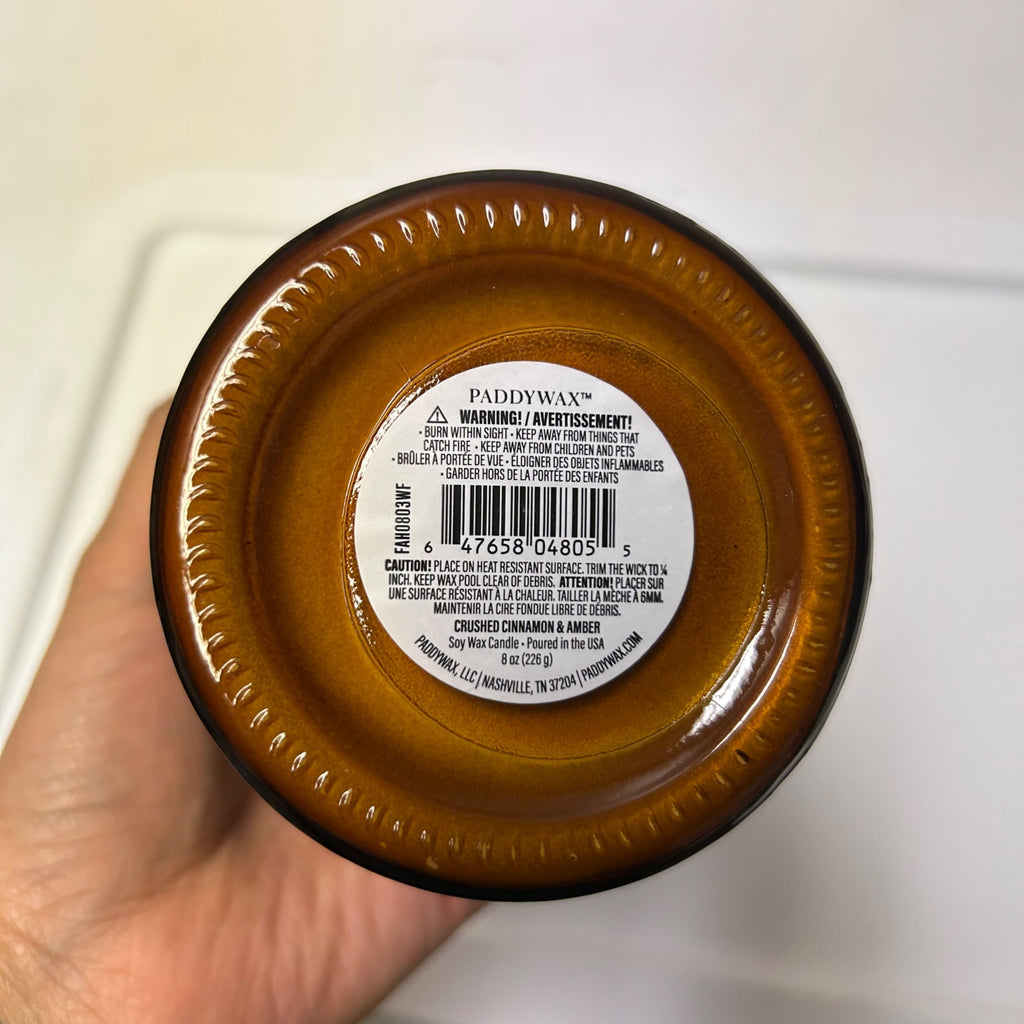 PADDYWAX™
⚠ WARNING! / AVERTISSEMENT!
• BURN WITHIN SIGHT • KEEP AWAY FROM THINGS THAT
CATCH FIRE • KEEP AWAY FROM CHILDREN AND PETS
• BRÛLER À PORTÉE DE VUE • ÉLOIGNER DES OBJETS INFLAMMABLES
• GARDER HORS DE LA PORTÉE DES ENFANTS
FAH0803WF
6 47658 04805 5
CAUTION! PLACE ON HEAT RESISTANT SURFACE. TRIM THE WICK TO ¼
INCH. KEEP WAX POOL CLEAR OF DEBRIS. ATTENTION! PLAÇER SUR
UNE SURFACE RÉSISTANT À LA CHALEUR. TAILLER LA MÈCHE À 6MM.
MAINTENIR LA CIRE FONDUE LIBRE DE DÉBRIS.
CRUSHED CINNAMON & AMBER
Soy Wax Candle • Poured in the USA
8 oz (226 g)
PADDYWAX, LLC | NASHVILLE, TN 37204 | PADDYWAX.COM